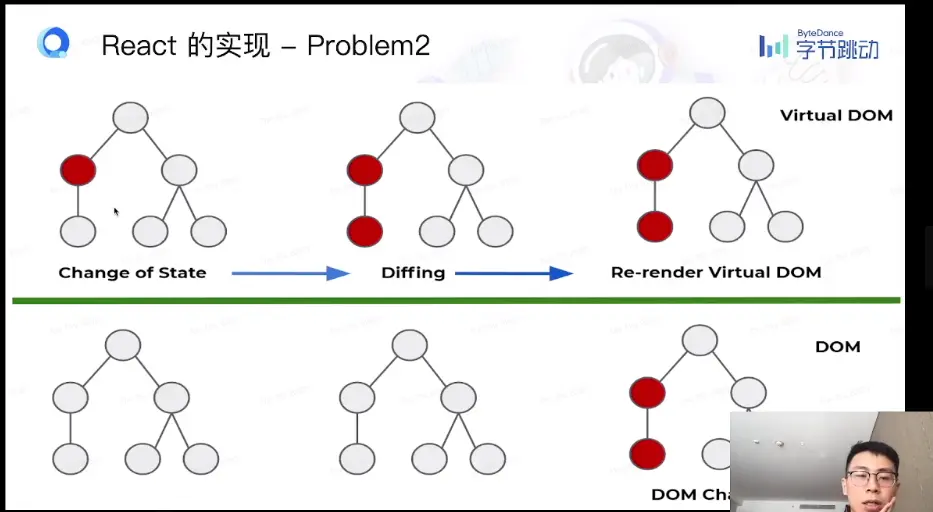 React 的实现 – Problem2
ByteDance
字节跳动
Virtual DOM
Change of State
Diffing
Re-render Virtual DOM
DOM
DOM Cha